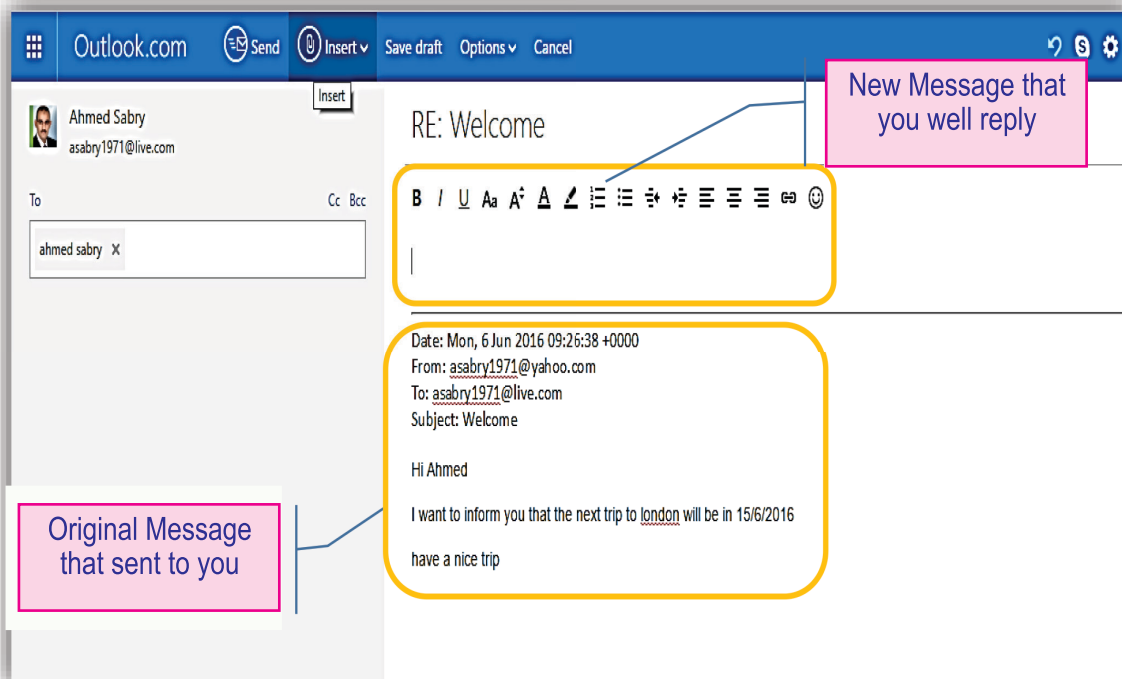 Outlook.com Send Insert Save draft Options Cancel
Insert
New Message that
you well reply
Ahmed Sabry
asabry1971@live.com
To Cc Bcc
ahmed sabry X
RE: Welcome
B I U Aa A A
Date: Mon, 6 Jun 2016 09:26:38 +0000
From: asabry1971@yahoo.com
To: asabry1971@live.com
Subject: Welcome
Hi Ahmed
I want to inform you that the next trip to london will be in 15/6/2016
have a nice trip
Original Message
that sent to you